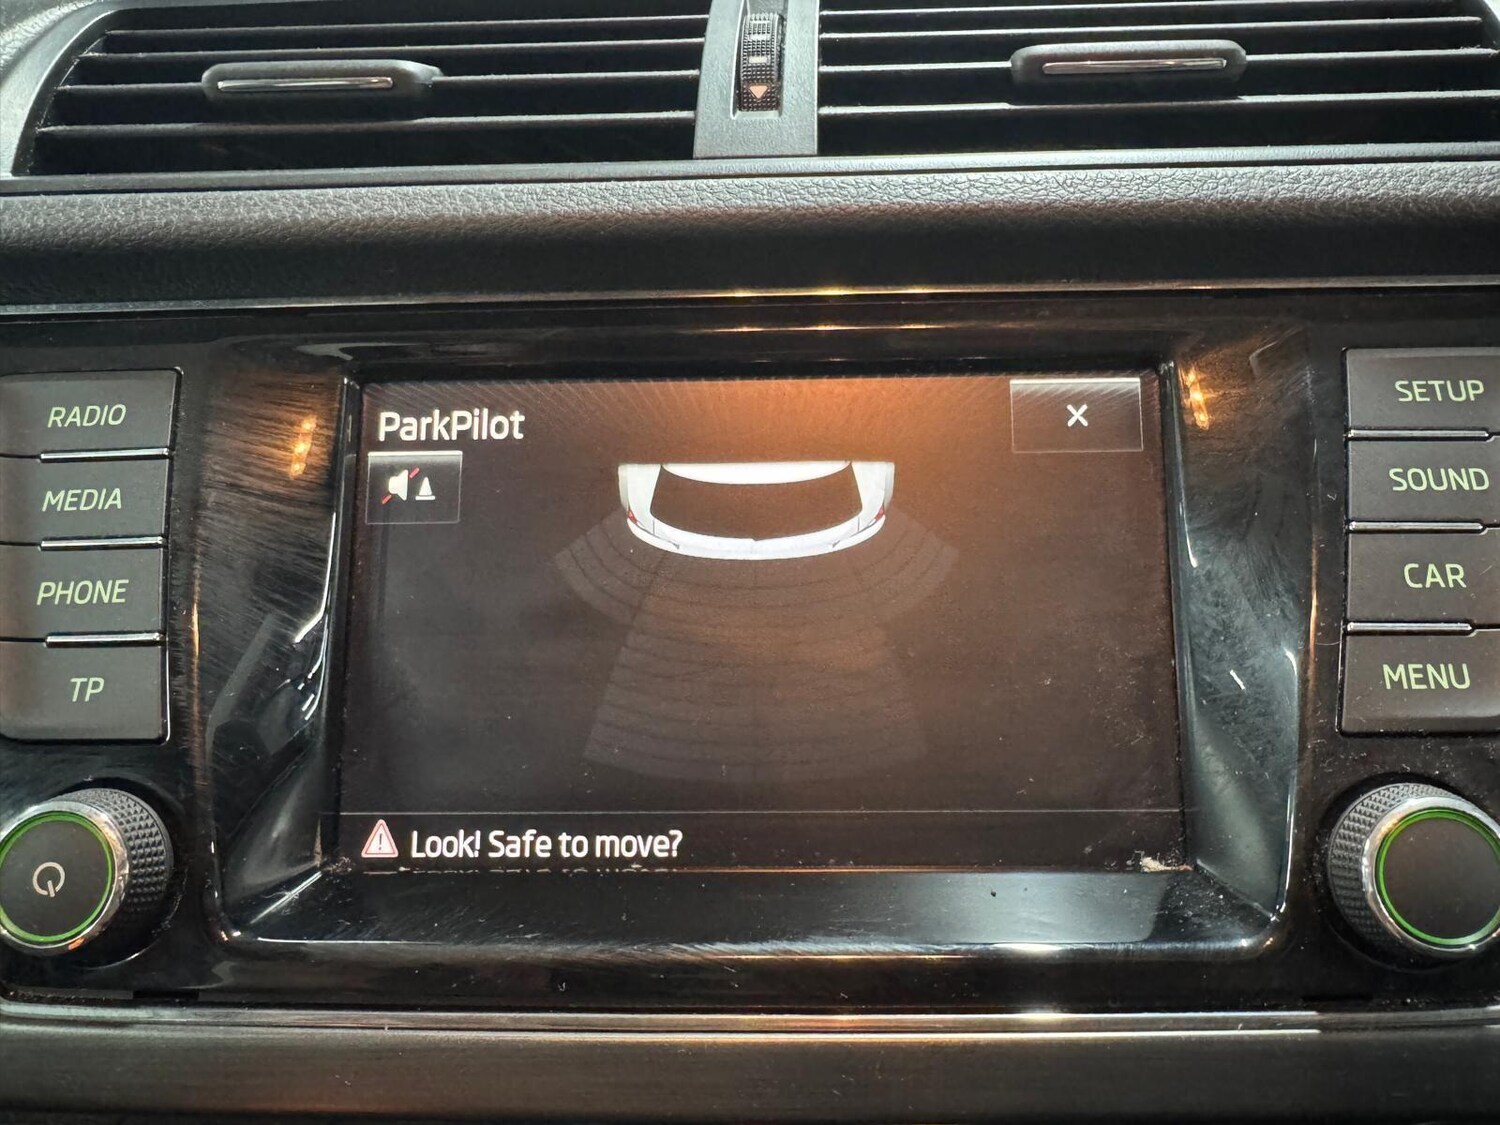 ParkPilot
X
RADIO
MEDIA
PHONE
TP
SETUP
SOUND
CAR
MENU
Look! Safe to move?